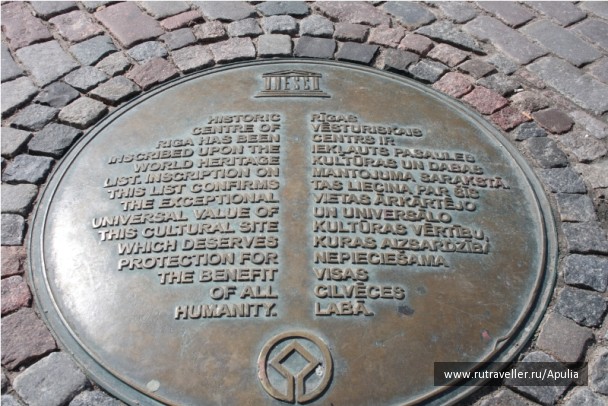 UNESCO
HISTORIC
CENTRE OF
RIGA HAS BEEN
INSCRIBED UPON THE
WORLD HERITAGE
LIST. INSCRIPTION ON
THIS LIST CONFIRMS
THE EXCEPTIONAL
UNIVERSAL VALUE OF
THIS CULTURAL SITE
WHICH DESERVES
PROTECTION FOR
THE BENEFIT
OF ALL
HUMANITY.
RĪGAS
VĒSTURISKAIS
CENTRS IR
IEKĻAUTS PASAULES
KULTŪRAS UN DABAS
MANTOJUMA SARAKSTĀ.
TAS LIECINA PAR ŠĪS
VIETAS ĀRKĀRTĒJO
UN UNIVERSĀLO
KULTŪRAS VĒRTĪBU,
KURAS AIZSARDZĪBA
NEPIECIEŠAMA
VISAS
CILVĒCES
LABĀ.
www.rutraveller.ru/Apulia